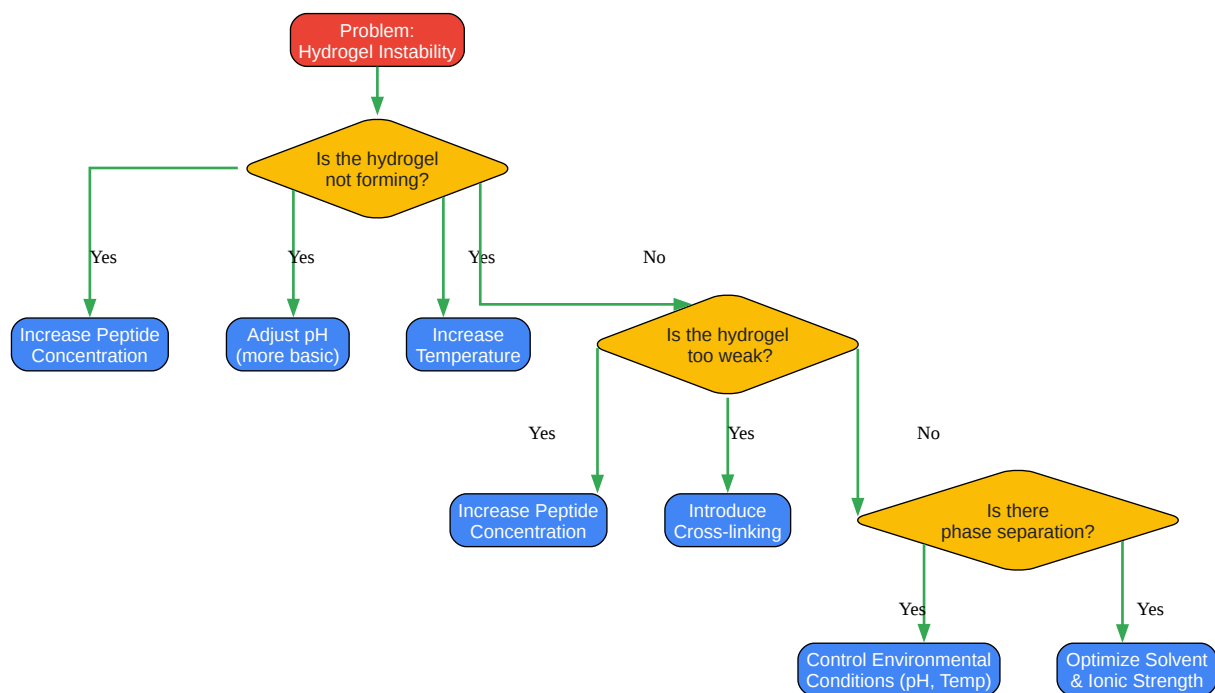 Problem:
Hydrogel Instability
Is the hydrogel
not forming?
Yes
Yes
Yes
No
Increase Peptide
Concentration
Adjust pH
(more basic)
Increase
Temperature
Is the hydrogel
too weak?
Yes
Yes
No
Increase Peptide
Concentration
Introduce
Cross-linking
Is there
phase separation?
Yes
Yes
Control Environmental
Conditions (pH, Temp)
Optimize Solvent
& Ionic Strength